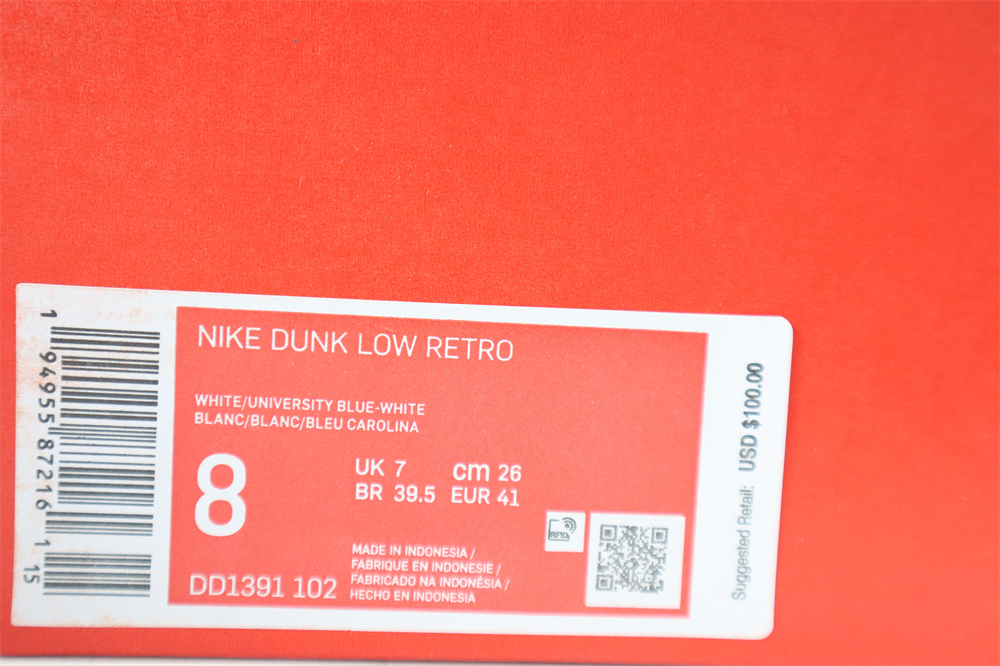 NIKE DUNK LOW RETRO
WHITE/UNIVERSITY BLUE-WHITE
BLANC/BLANC/BLEU CAROLINA
8
UK 7 cm 26
BR 39.5 EUR 41
MADE IN INDONESIA /
FABRIQUE EN INDONESIE /
FABRICADO NA INDONÉSIA /
HECHO EN INDONESIA
DD1391 102
RFID
1 94955 87216 1
15
Suggested Retail: USD $100.00